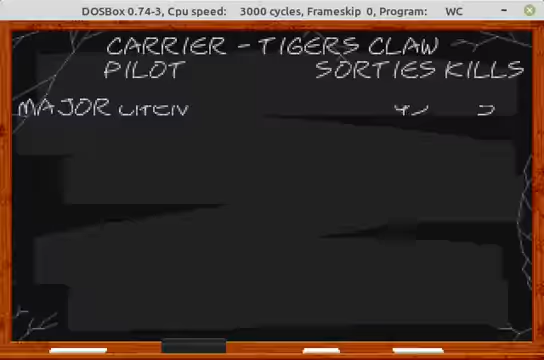 DOSBox 0.74-3, Cpu speed: 3000 cycles, Frameskip 0, Program: WC
CARRIER - TIGERS CLAW
PILOT SORTIES KILLS
MAJOR